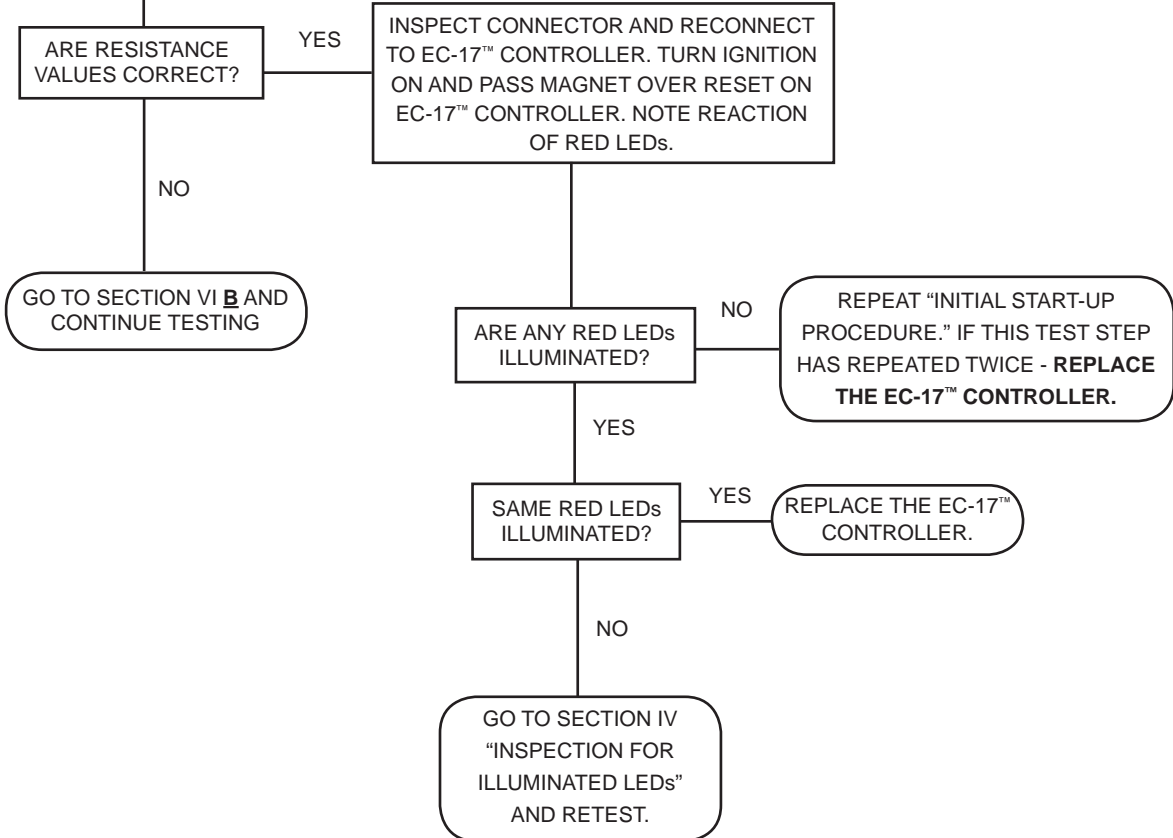 ARE RESISTANCE
VALUES CORRECT?
YES
INSPECT CONNECTOR AND RECONNECT
TO EC-17™ CONTROLLER. TURN IGNITION
ON AND PASS MAGNET OVER RESET ON
EC-17™ CONTROLLER. NOTE REACTION
OF RED LEDs.
NO
GO TO SECTION VI B AND
CONTINUE TESTING
ARE ANY RED LEDs
ILLUMINATED?
NO
REPEAT “INITIAL START-UP
PROCEDURE.” IF THIS TEST STEP
HAS REPEATED TWICE - REPLACE
THE EC-17™ CONTROLLER.
YES
SAME RED LEDs
ILLUMINATED?
YES
REPLACE THE EC-17™
CONTROLLER.
NO
GO TO SECTION IV
“INSPECTION FOR
ILLUMINATED LEDs”
AND RETEST.